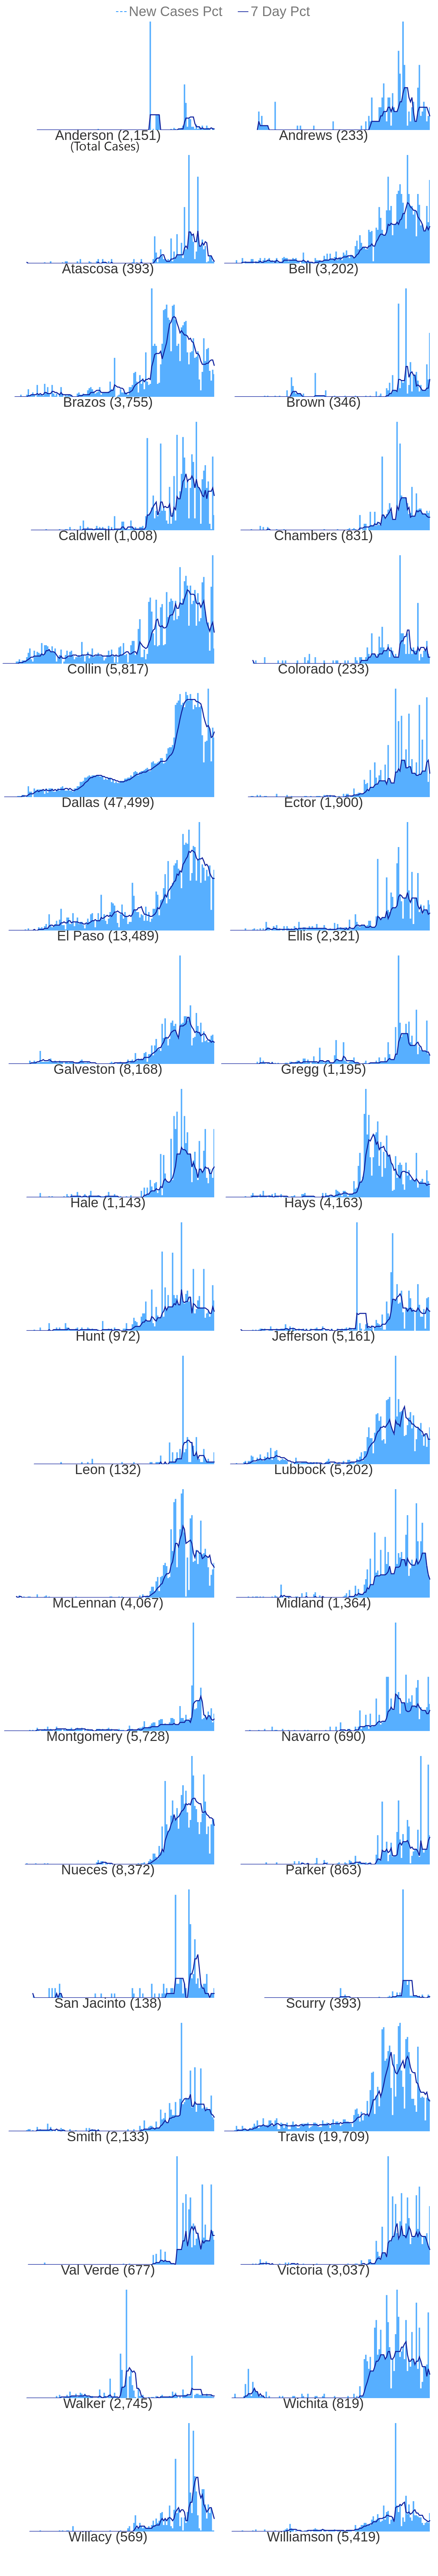 New Cases Pct 7 Day Pct
Anderson (2,151) Andrews (233)
(Total Cases)
Atascosa (393) Bell (3,202)
Brazos (3,755) Brown (346)
Caldwell (1,008) Chambers (831)
Collin (5,817) Colorado (233)
Dallas (47,499) Ector (1,900)
El Paso (13,489) Ellis (2,321)
Galveston (8,168) Gregg (1,195)
Hale (1,143) Hays (4,163)
Hunt (972) Jefferson (5,161)
Leon (132) Lubbock (5,202)
McLennan (4,067) Midland (1,364)
Montgomery (5,728) Navarro (690)
Nueces (8,372) Parker (863)
San Jacinto (138) Scurry (393)
Smith (2,133) Travis (19,709)
Val Verde (677) Victoria (3,037)
Walker (2,745) Wichita (819)
Willacy (569) Williamson (5,419)